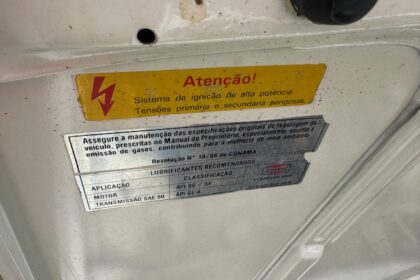 Atenção!
Sistema de ignição de alta potência.
Tensões primária e secundária perigosas.
Assegure a manutenção das especificações originais de regulagem do
veículo, prescritas no Manual do Proprietário, especialmente, quanto à
emissão de gases, contribuindo para a melhoria do meio ambiente
Resolução Nº 18/86 do CONAMA
LUBRIFICANTES RECOMENDADOS
APLICAÇÃO CLASSIFICAÇÃO
MOTOR API SE / SF
TRANSMISSÃO SAE 80 API GL-4